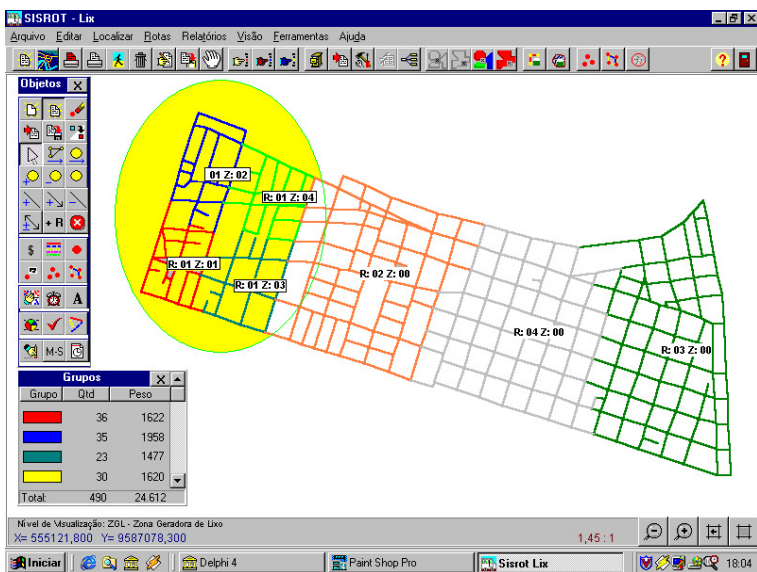 SISROT - Lix
Arquivo Editar Localizar Rotas Relatórios Visão Ferramentas Ajuda
Objetos
+ R
$
A
M-S
01 Z: 02
R: 01 Z: 04
R: 01 Z: 01
R: 01 Z: 03
R: 02 Z: 00
R: 04 Z: 00
R: 03 Z: 00
Grupos
Grupo Qtd Peso
36 1622
35 1958
23 1477
30 1620
Total: 490 24.612
Nível de Visualização: ZGL - Zona Geradora de Lixo
X= 555121,800 Y= 9587078,300
1,45 : 1
Iniciar Delphi 4 Paint Shop Pro Sisrot Lix 18:04